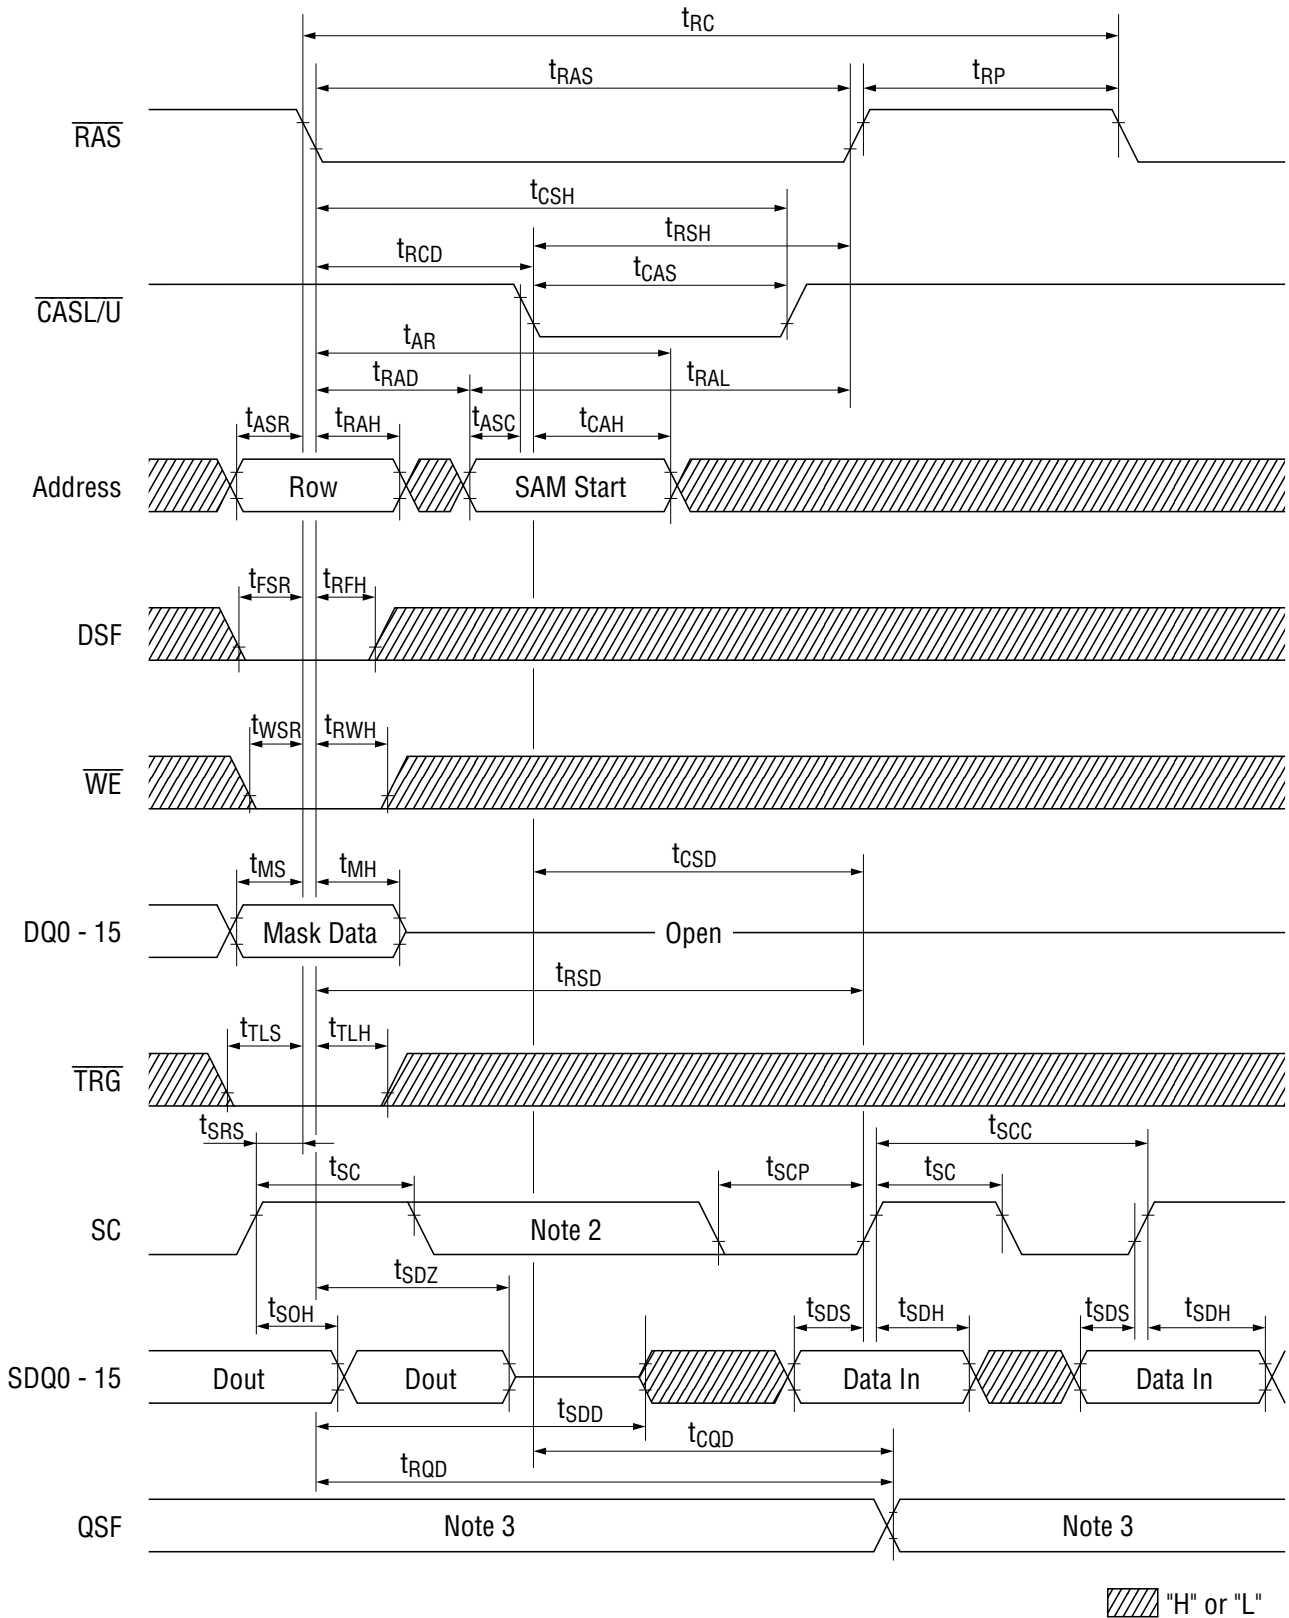 tRC
tRAS
tRP
RAS
tCSH
tRSH
tRCD
tCAS
CASL/U
tAR
tRAD
tRAL
tASR
tRAH
tASC
tCAH
Address
Row
SAM Start
tFSR
tRFH
DSF
tWSR
tRWH
WE
tCSD
tMS
tMH
DQ0 - 15
Mask Data
Open
tRSD
tTLS
tTLH
TRG
tSRS
tSCC
tSC
tSCP
tSC
SC
Note 2
tSDZ
tSOH
tSDS
tSDH
tSDS
tSDH
SDQ0 - 15
Dout
Dout
Data In
Data In
tSDD
tCQD
tRQD
QSF
Note 3
Note 3
"H" or "L"